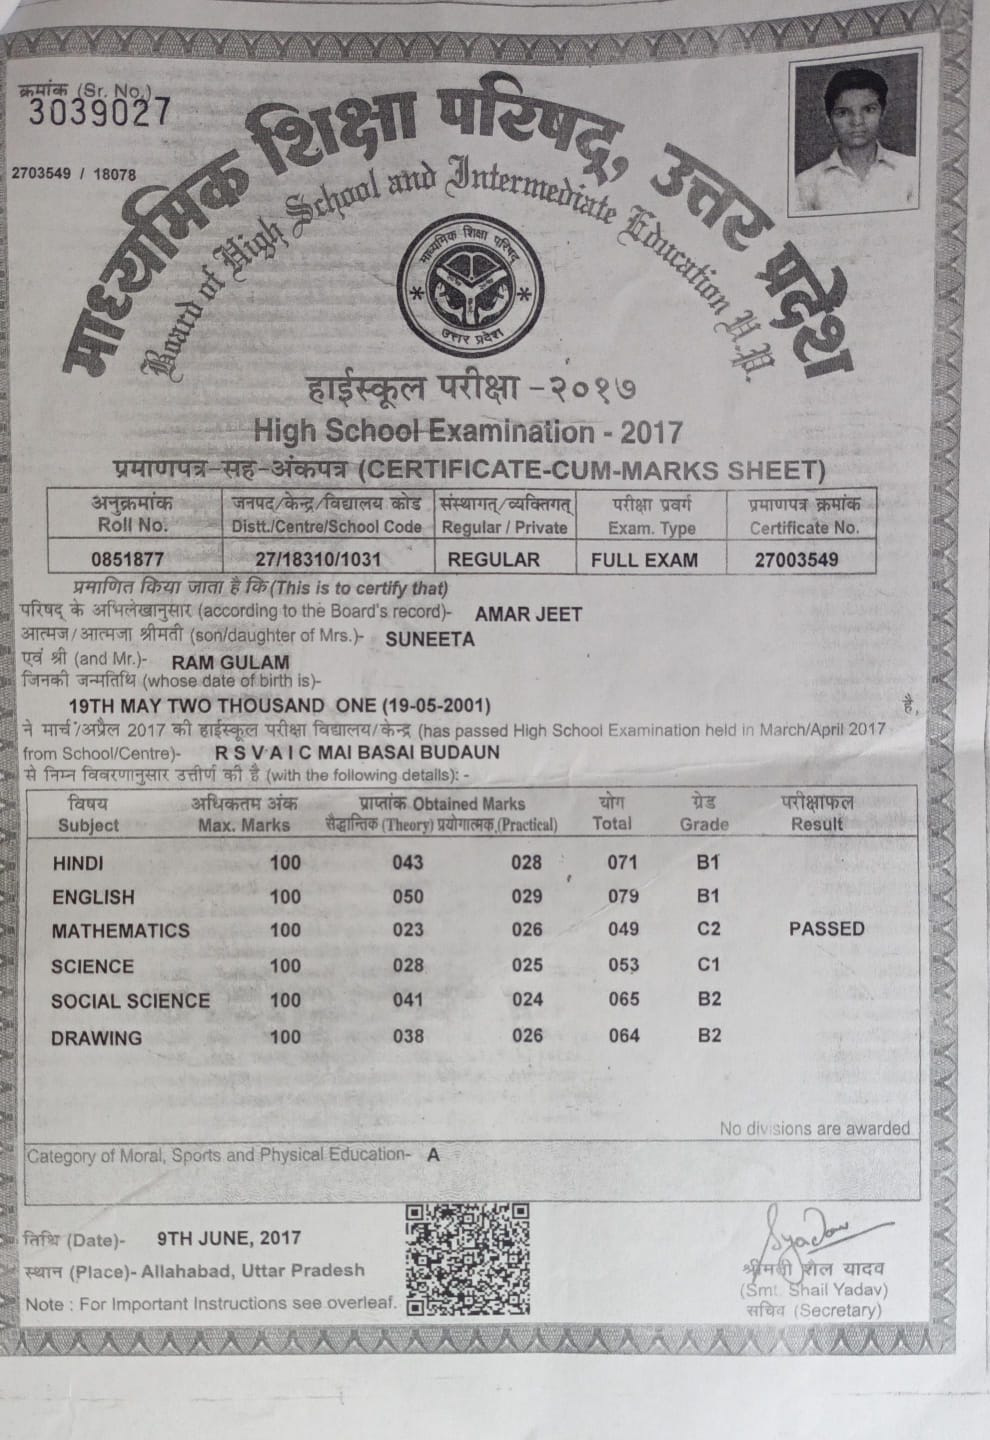 क्रमांक (Sr. No.)
3039027
2703549 / 18078
माध्यमिक शिक्षा परिषद्, उत्तर प्रदेश
Board of High School and Intermediate Education U.P.
माध्यमिक शिक्षा परिषद्
उत्तर प्रदेश
हाईस्कूल परीक्षा -२०१७
High School Examination - 2017
प्रमाणपत्र-सह-अंकपत्र (CERTIFICATE-CUM-MARKS SHEET)
अनुक्रमांक जनपद/केन्द्र/विद्यालय कोड संस्थागत्/व्यक्तिगत् परीक्षा प्रवर्ग प्रमाणपत्र क्रमांक
Roll No. Distt./Centre/School Code Regular / Private Exam. Type Certificate No.
0851877 27/18310/1031 REGULAR FULL EXAM 27003549
प्रमाणित किया जाता है कि (This is to certify that)
परिषद् के अभिलेखानुसार (according to the Board's record)- AMAR JEET
आत्मज/आत्मजा श्रीमती (son/daughter of Mrs.)- SUNEETA
एवं श्री (and Mr.)- RAM GULAM
जिनकी जन्मतिथि (whose date of birth is)-
19TH MAY TWO THOUSAND ONE (19-05-2001) है,
ने मार्च/अप्रैल 2017 की हाईस्कूल परीक्षा विद्यालय/केन्द्र (has passed High School Examination held in March/April 2017
from School/Centre)- R S V A I C MAI BASAI BUDAUN
से निम्न विवरणानुसार उत्तीर्ण की है (with the following details): -
विषय अधिकतम अंक प्राप्तांक Obtained Marks योग ग्रेड परीक्षाफल
Subject Max. Marks सैद्धान्तिक (Theory) प्रयोगात्मक (Practical) Total Grade Result
HINDI 100 043 028 071 B1
ENGLISH 100 050 029 079 B1
MATHEMATICS 100 023 026 049 C2 PASSED
SCIENCE 100 028 025 053 C1
SOCIAL SCIENCE 100 041 024 065 B2
DRAWING 100 038 026 064 B2
No divisions are awarded
Category of Moral, Sports and Physical Education- A
तिथि (Date)- 9TH JUNE, 2017
स्थान (Place)- Allahabad, Uttar Pradesh
Note : For Important Instructions see overleaf.
SYadav
श्रीमती शैल यादव
(Smt. Shail Yadav)
सचिव (Secretary)